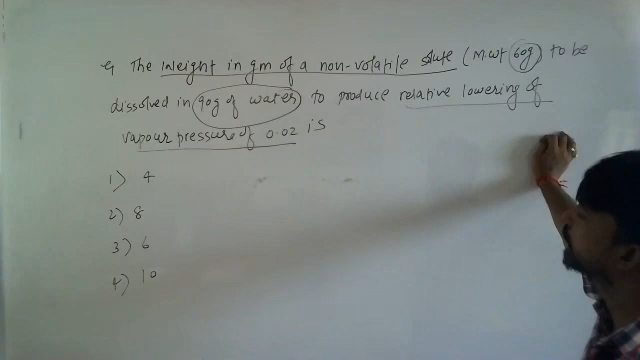 Q The weight in gm of a non-volatile solute (M.wt 60g) to be
dissolved in 90g of water to produce relative lowering of
vapour pressure of 0.02 is
1) 4
2) 8
3) 6
4) 10